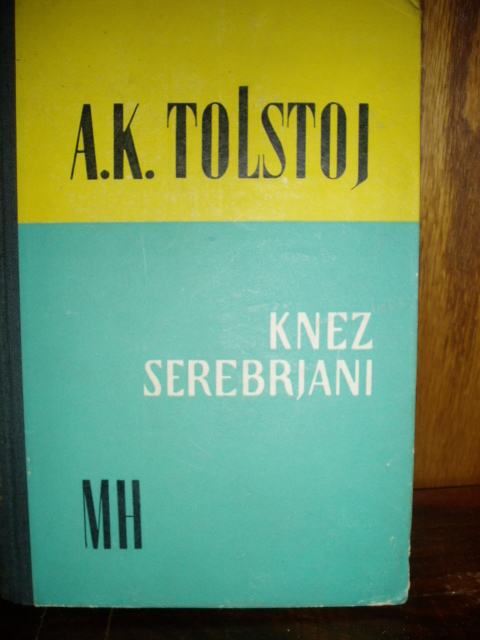 A.K. TOLSTOJ
KNEZ
SEREBRJANI
MH